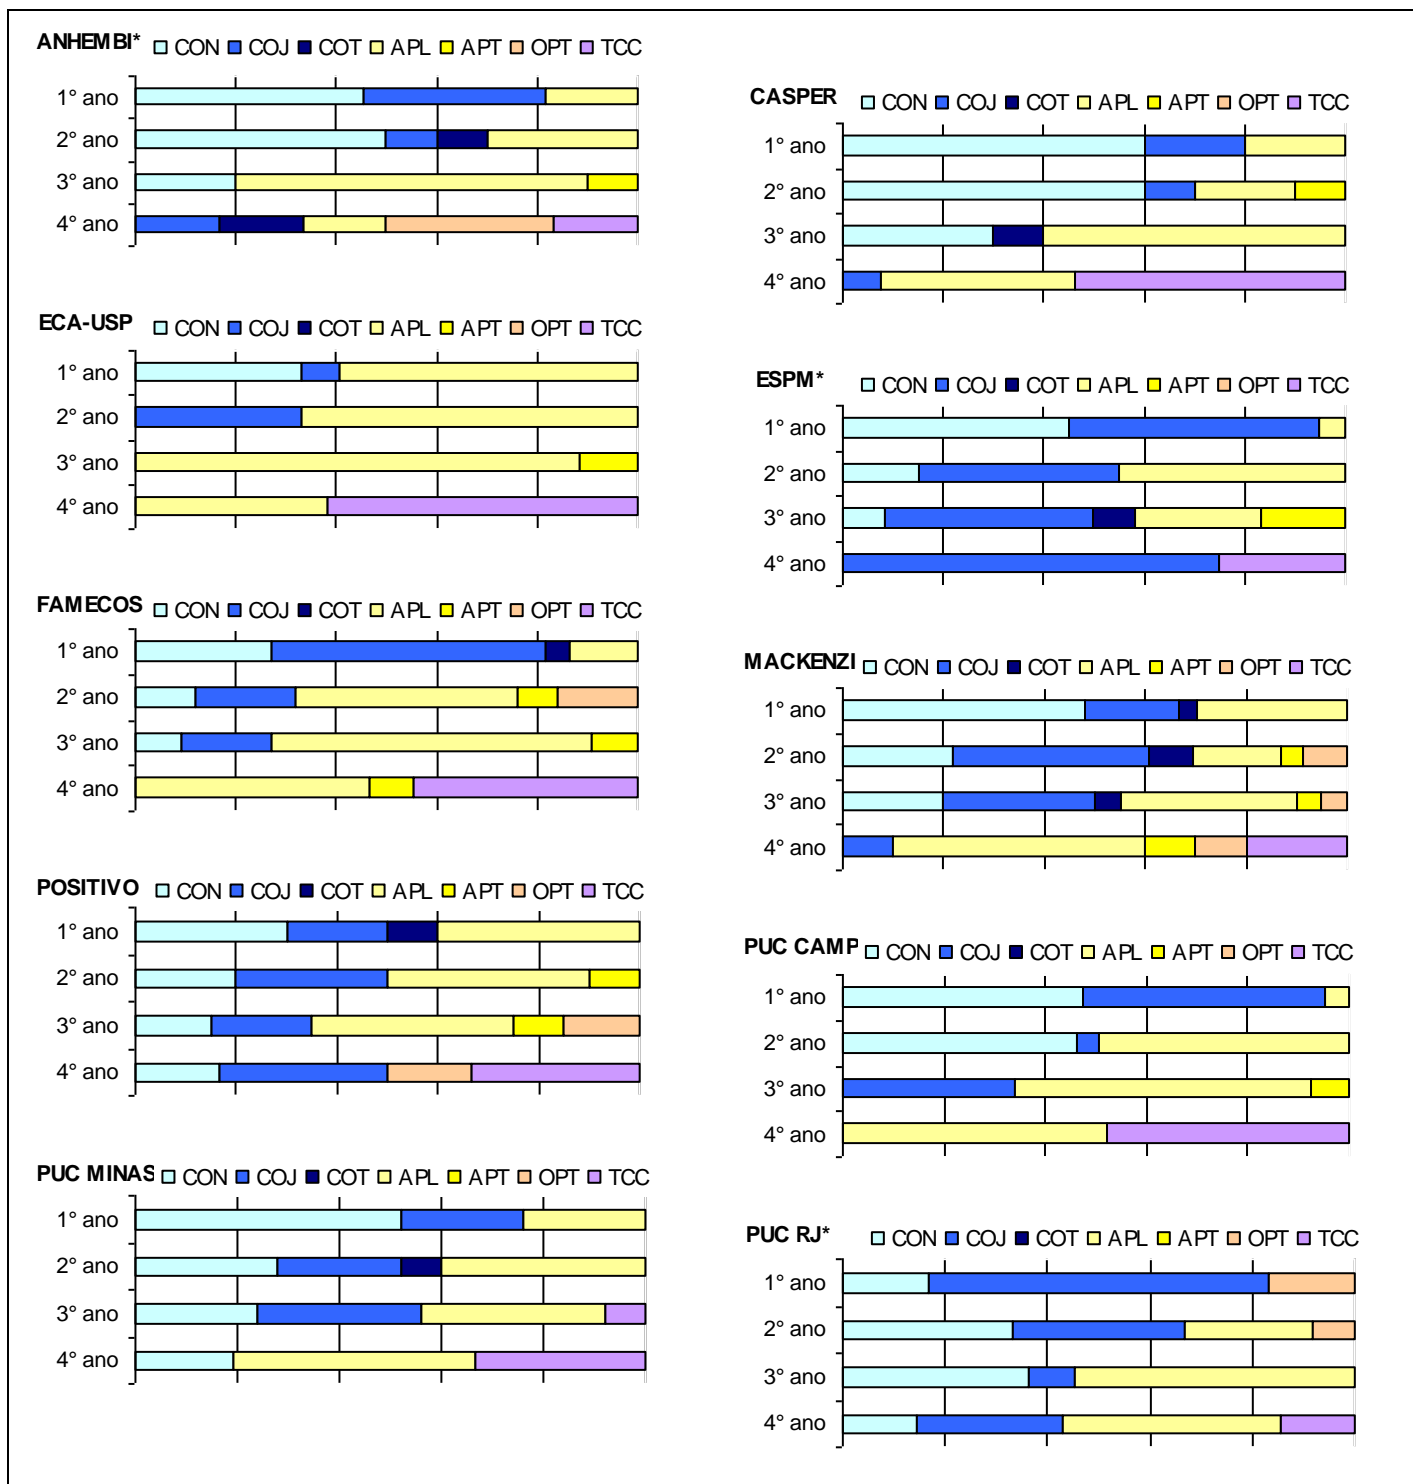 ANHEMBI* CON COJ COT APL APT OPT TCC
1° ano
2° ano
3° ano
4° ano
ECA-USP CON COJ COT APL APT OPT TCC
1° ano
2° ano
3° ano
4° ano
FAMECOS CON COJ COT APL APT OPT TCC
1° ano
2° ano
3° ano
4° ano
POSITIVO CON COJ COT APL APT OPT TCC
1° ano
2° ano
3° ano
4° ano
PUC MINAS CON COJ COT APL APT OPT TCC
1° ano
2° ano
3° ano
4° ano
CASPER CON COJ COT APL APT OPT TCC
1° ano
2° ano
3° ano
4° ano
ESPM* CON COJ COT APL APT OPT TCC
1° ano
2° ano
3° ano
4° ano
MACKENZI CON COJ COT APL APT OPT TCC
1° ano
2° ano
3° ano
4° ano
PUC CAMP CON COJ COT APL APT OPT TCC
1° ano
2° ano
3° ano
4° ano
PUC RJ* CON COJ COT APL APT OPT TCC
1° ano
2° ano
3° ano
4° ano